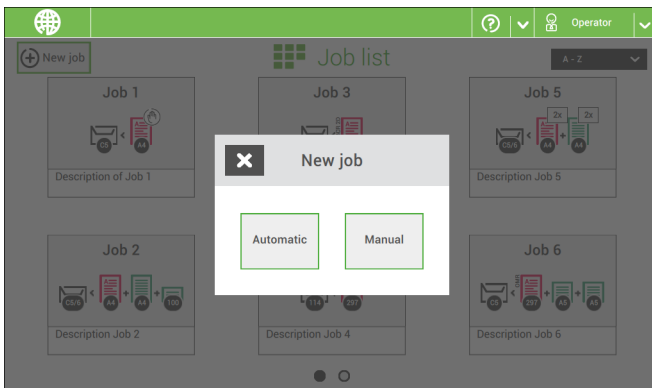 Operator
New job
Job list
A - Z
Job 1
Job 3
Job 5
2x 2x
C5 A4
C5/6 A4 A4
Description of Job 1
Description Job 5
New job
Automatic
Manual
Job 2
Job 6
C5/6 A4 A4 100
114 297
C5 297 A5 A5
Description Job 2
Description Job 4
Description Job 6